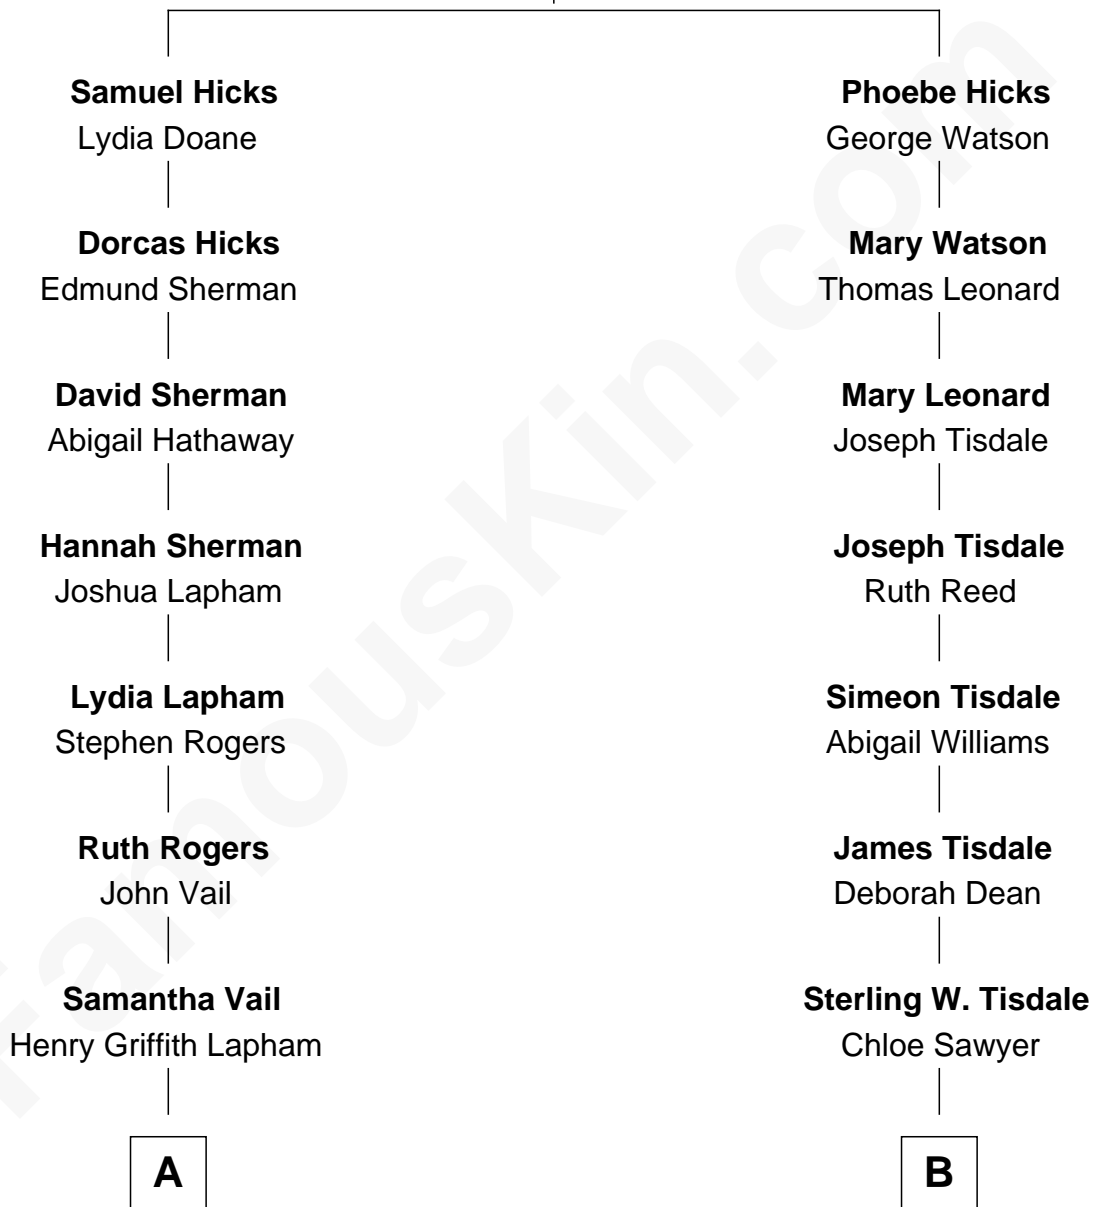 Samuel Hicks
Lydia Doane
Dorcas Hicks
Edmund Sherman
David Sherman
Abigail Hathaway
Hannah Sherman
Joshua Lapham
Lydia Lapham
Stephen Rogers
Ruth Rogers
John Vail
Samantha Vail
Henry Griffith Lapham
A
Phoebe Hicks
George Watson
Mary Watson
Thomas Leonard
Mary Leonard
Joseph Tisdale
Joseph Tisdale
Ruth Reed
Simeon Tisdale
Abigail Williams
James Tisdale
Deborah Dean
Sterling W. Tisdale
Chloe Sawyer
B
FamousKin.com